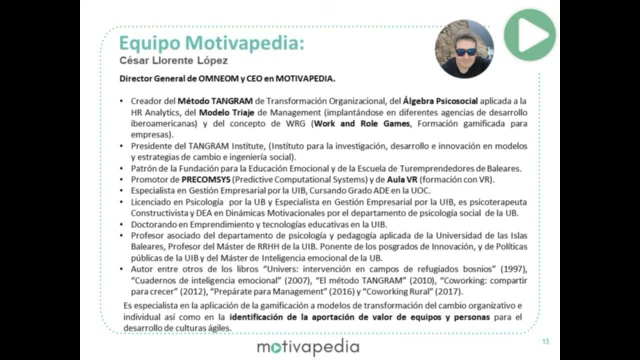 Equipo Motivapedia:
César Llorente López
Director General de OMNEOM y CEO en MOTIVAPEDIA.
• Creador del Método TANGRAM de Transformación Organizacional, del Álgebra Psicosocial aplicada a la
HR Analytics, del Modelo Triaje de Management (implantándose en diferentes agencias de desarrollo
iberoamericanas) y del concepto de WRG (Work and Role Games, Formación gamificada para
empresas).
• Presidente del TANGRAM Institute, (Instituto para la investigación, desarrollo e innovación en modelos
y estrategias de cambio e ingeniería social).
• Patrón de la Fundación para la Educación Emocional y de la Escuela de Turemprendedores de Baleares.
• Promotor de PRECOMSYS (Predictive Computational Systems) y de Aula VR (formación con VR).
• Especialista en Gestión Empresarial por la UIB, Cursando Grado ADE en la UOC.
• Licenciado en Psicología por la UB y Especialista en Gestión Empresarial por la UIB, es psicoterapeuta
Constructivista y DEA en Dinámicas Motivacionales por el departamento de psicología social de la UB.
• Doctorando en Emprendimiento y tecnologías educativas en la UIB.
• Profesor asociado del departamento de psicología y pedagogía aplicada de la Universidad de las Islas
Baleares, Profesor del Máster de RRHH de la UIB. Ponente de los posgrados de Innovación, y de Políticas
públicas de la UIB y del Máster de Inteligencia emocional de la UB.
• Autor entre otros de los libros "Univers: intervención en campos de refugiados bosnios" (1997),
"Cuadernos de inteligencia emocional" (2007), "El método TANGRAM" (2010), "Coworking: compartir
para crecer" (2012), "Prepárate para Management" (2016) y "Coworking Rural" (2017).
Es especialista en la aplicación de la gamificación a modelos de transformación del cambio organizativo e
individual así como en la identificación de la aportación de valor de equipos y personas para el
desarrollo de culturas ágiles.
12
motivapedia